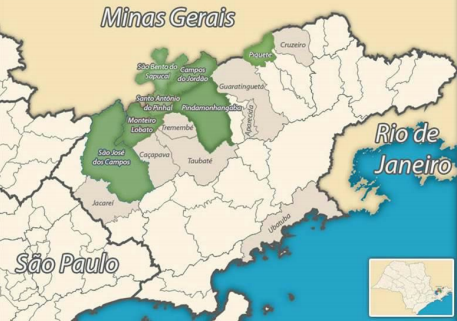 Minas Gerais
Cruzeiro
Piquete
São Bento do
Sapucaí
Campos
do Jordão
Guaratinguetá
Santo Antônio
do Pinhal
Pindamonhangaba
Aparecida
Monteiro
Lobato
Tremembé
São José
dos Campos
Caçapava
Taubaté
Rio de
Janeiro
Jacareí
Ubatuba
São Paulo